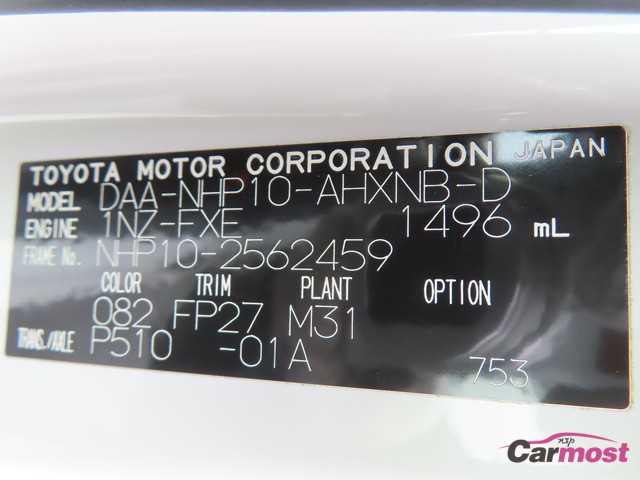 TOYOTA MOTOR CORPORATION JAPAN
MODEL DAA-NHP10-AHXNB-D
ENGINE 1NZ-FXE 1496 mL
FRAME No. NHP10-2562459
COLOR TRIM PLANT OPTION
082 FP27 M31
TRANS./AXLE P510 -01A 753
nsp
Carmost